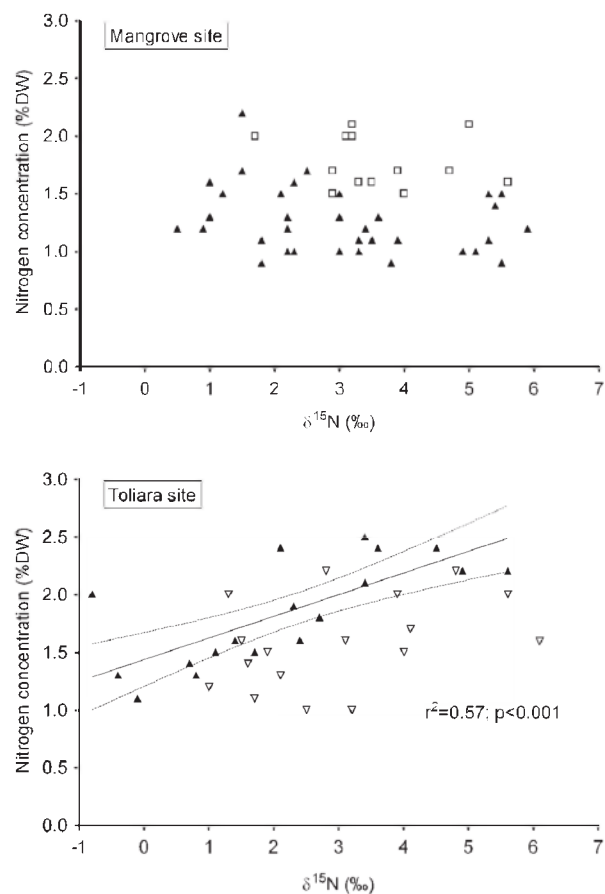 3.0
Mangrove site
2.5
2.0
1.5
1.0
0.5
0.0
Nitrogen concentration (%DW)
-1 0 1 2 3 4 5 6 7
δ¹⁵N (‰)
3.0
Toliara site
2.5
2.0
1.5
1.0
0.5
0.0
Nitrogen concentration (%DW)
r²=0.57; p<0.001
-1 0 1 2 3 4 5 6 7
δ¹⁵N (‰)